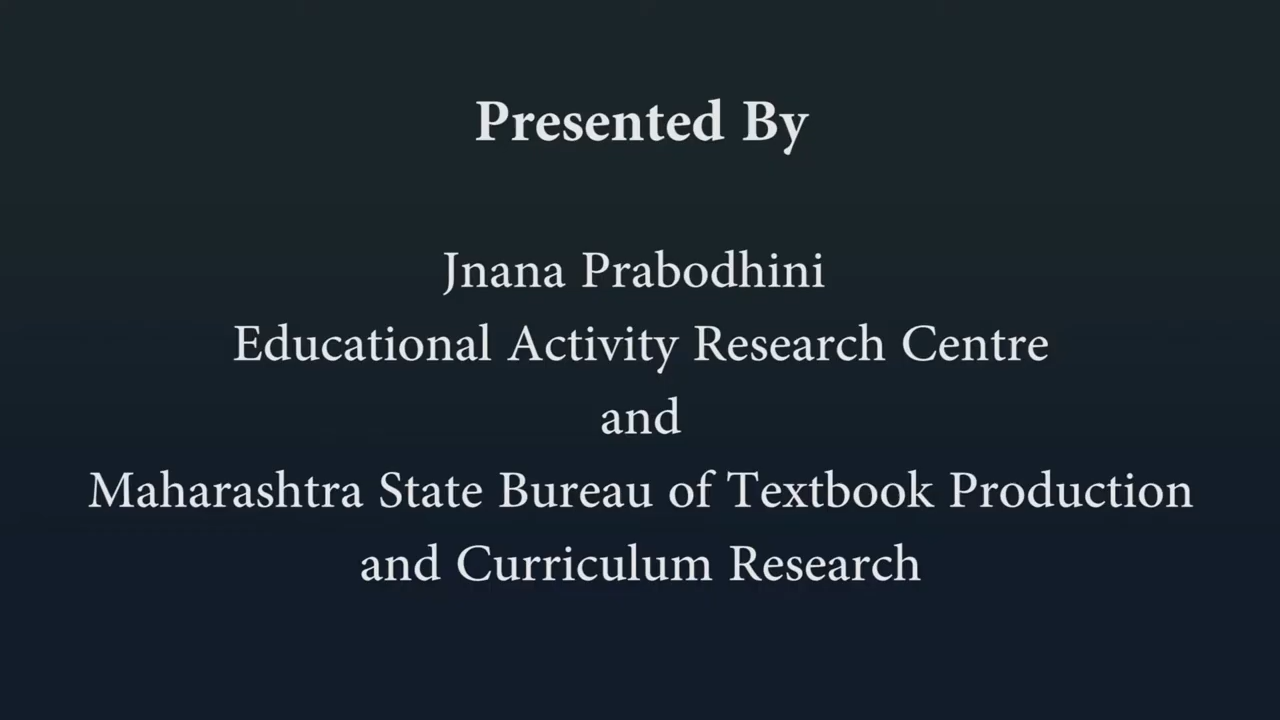 Presented By
Jnana Prabodhini
Educational Activity Research Centre
and
Maharashtra State Bureau of Textbook Production
and Curriculum Research